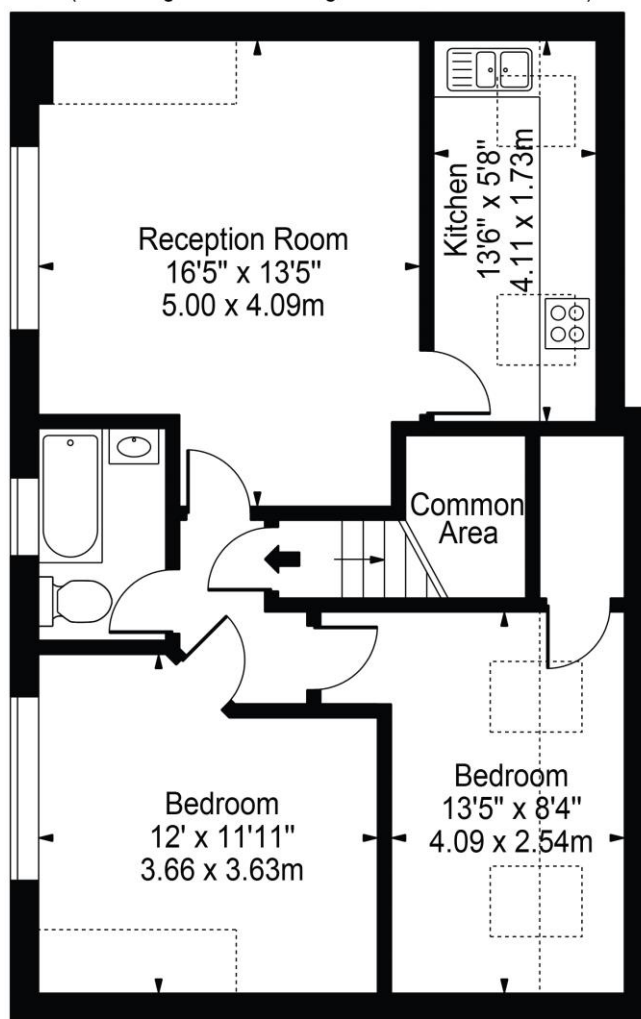 Reception Room
16'5" x 13'5"
5.00 x 4.09m
Kitchen
13'6" x 5'8"
4.11 x 1.73m
Common
Area
Bedroom
12' x 11'11"
3.66 x 3.63m
Bedroom
13'5" x 8'4"
4.09 x 2.54m